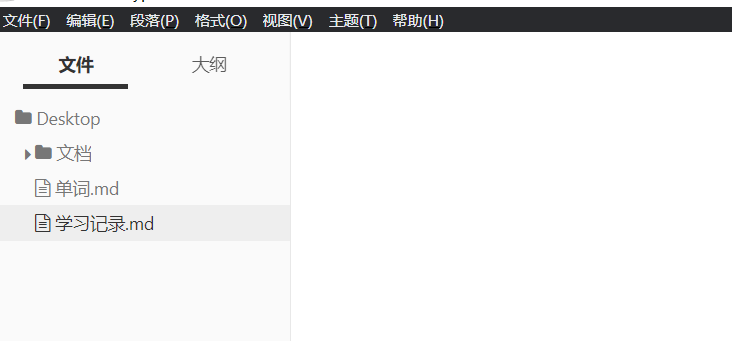 文件(F) 编辑(E) 段落(P) 格式(O) 视图(V) 主题(T) 帮助(H)
文件 大纲
Desktop
文档
单词.md
学习记录.md